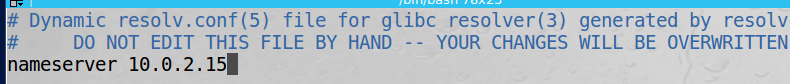 /bin/bash 78x25
# Dynamic resolv.conf(5) file for glibc resolver(3) generated by resolv
#     DO NOT EDIT THIS FILE BY HAND -- YOUR CHANGES WILL BE OVERWRITTEN
nameserver 10.0.2.15